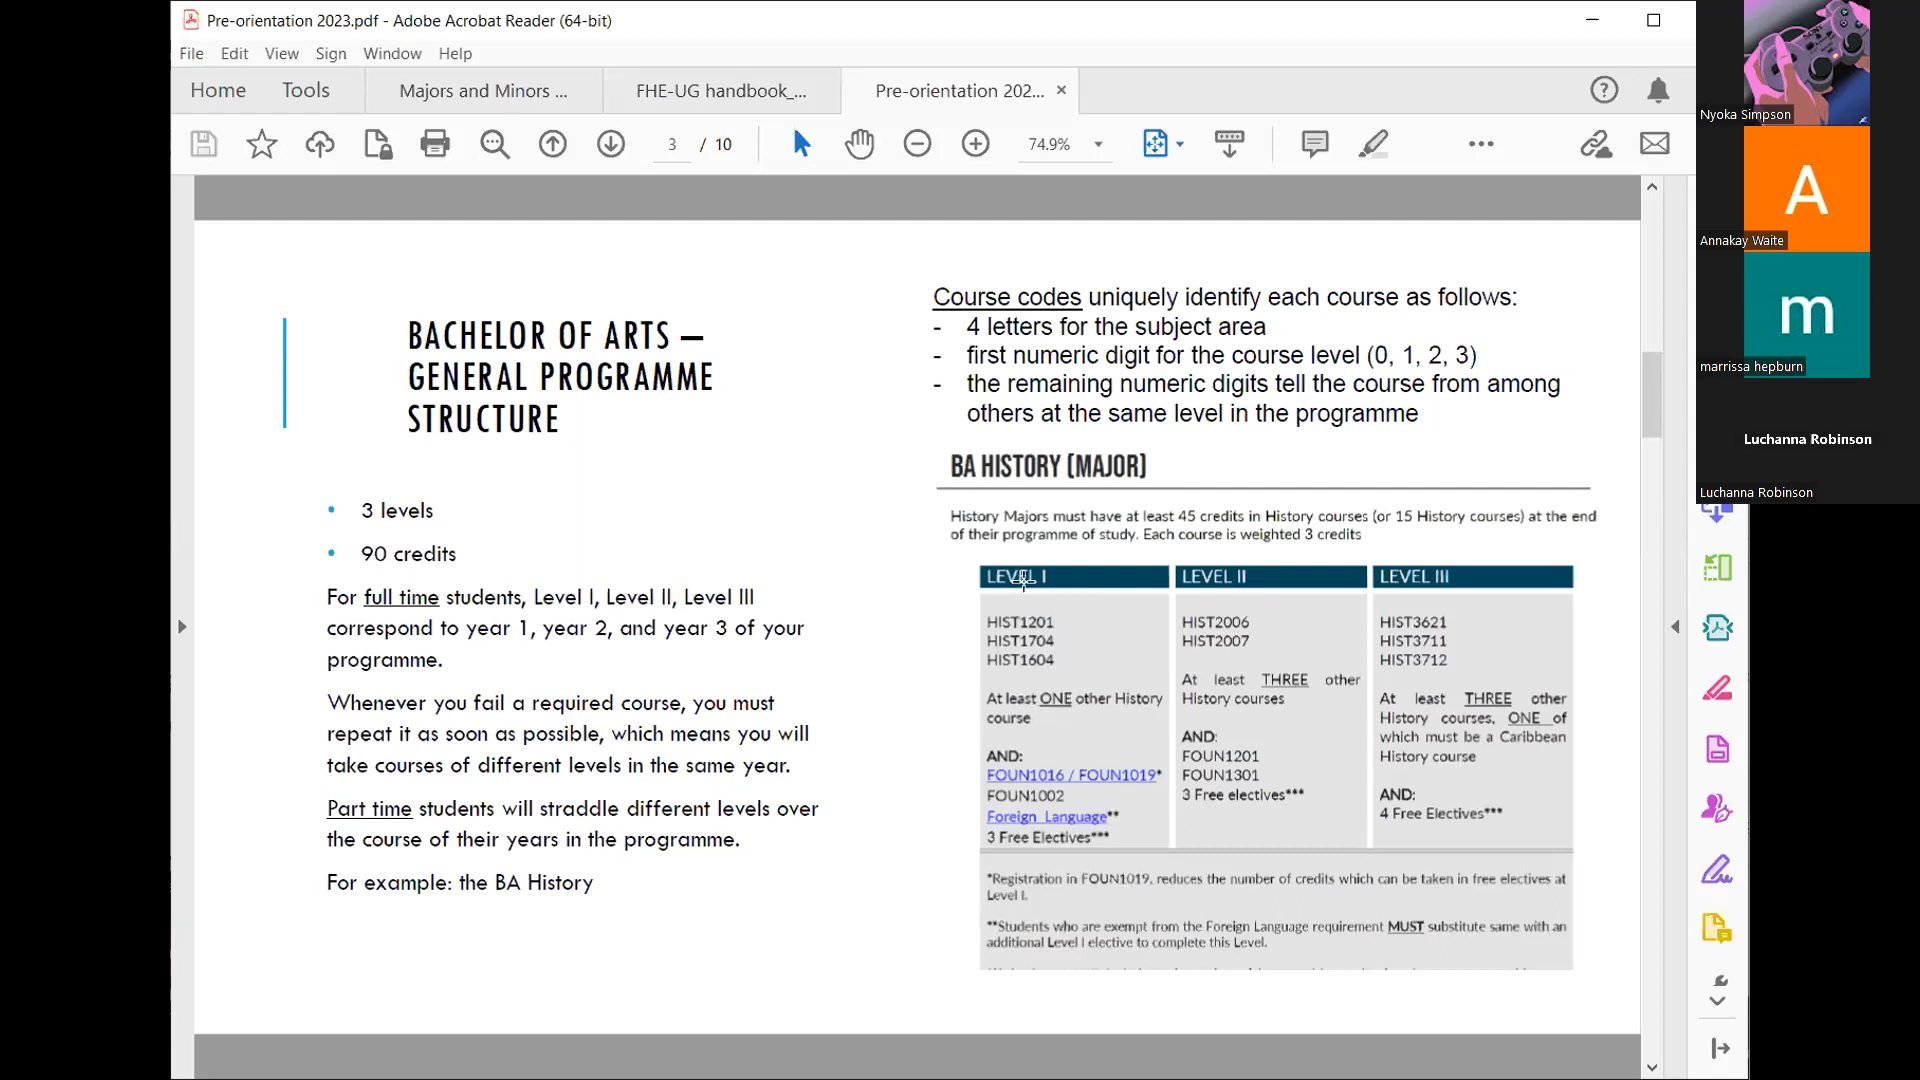 Pre-orientation 2023.pdf - Adobe Acrobat Reader (64-bit)
File Edit View Sign Window Help
Home Tools Majors and Minors ... FHE-UG handbook_... Pre-orientation 202... ×
3 / 10 74.9%
BACHELOR OF ARTS –
GENERAL PROGRAMME
STRUCTURE
• 3 levels
• 90 credits
For full time students, Level I, Level II, Level III
correspond to year 1, year 2, and year 3 of your
programme.
Whenever you fail a required course, you must
repeat it as soon as possible, which means you will
take courses of different levels in the same year.
Part time students will straddle different levels over
the course of their years in the programme.
For example: the BA History
Course codes uniquely identify each course as follows:
- 4 letters for the subject area
- first numeric digit for the course level (0, 1, 2, 3)
- the remaining numeric digits tell the course from among
others at the same level in the programme
BA HISTORY (MAJOR)
History Majors must have at least 45 credits in History courses (or 15 History courses) at the end
of their programme of study. Each course is weighted 3 credits
LEVEL I
HIST1201
HIST1704
HIST1604
At least ONE other History
course
AND:
FOUN1016 / FOUN1019*
FOUN1002
Foreign Language**
3 Free Electives***
LEVEL II
HIST2006
HIST2007
At least THREE other
History courses
AND:
FOUN1201
FOUN1301
3 Free electives***
LEVEL III
HIST3621
HIST3711
HIST3712
At least THREE other
History courses, ONE of
which must be a Caribbean
History course
AND:
4 Free Electives***
*Registration in FOUN1019, reduces the number of credits which can be taken in free electives at
Level I.
**Students who are exempt from the Foreign Language requirement MUST substitute same with an
additional Level I elective to complete this Level.
Nyoka Simpson
A
Annakay Waite
m
marrissa hepburn
Luchanna Robinson
Luchanna Robinson